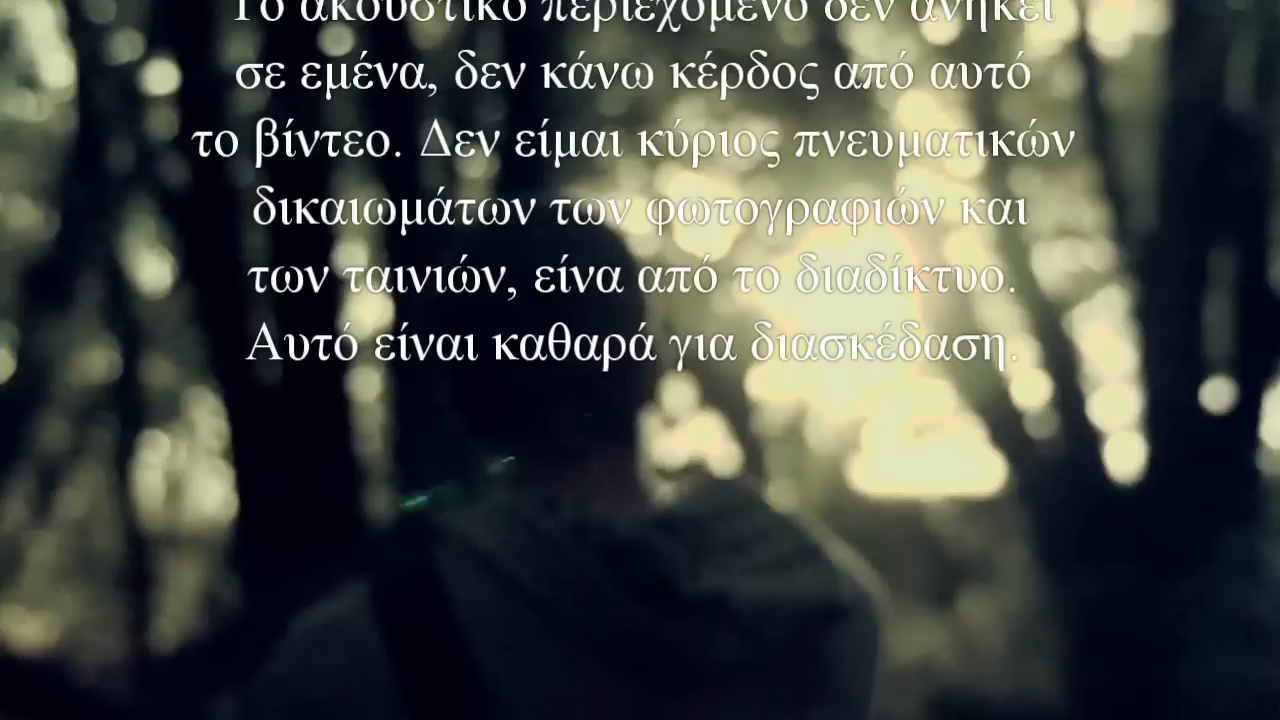 Το ακουστικό περιεχόμενο δεν ανήκει
σε εμένα, δεν κάνω κέρδος από αυτό
το βίντεο. Δεν είμαι κύριος πνευματικών
δικαιωμάτων των φωτογραφιών και
των ταινιών, είνα από το διαδίκτυο.
Αυτό είναι καθαρά για διασκέδαση.